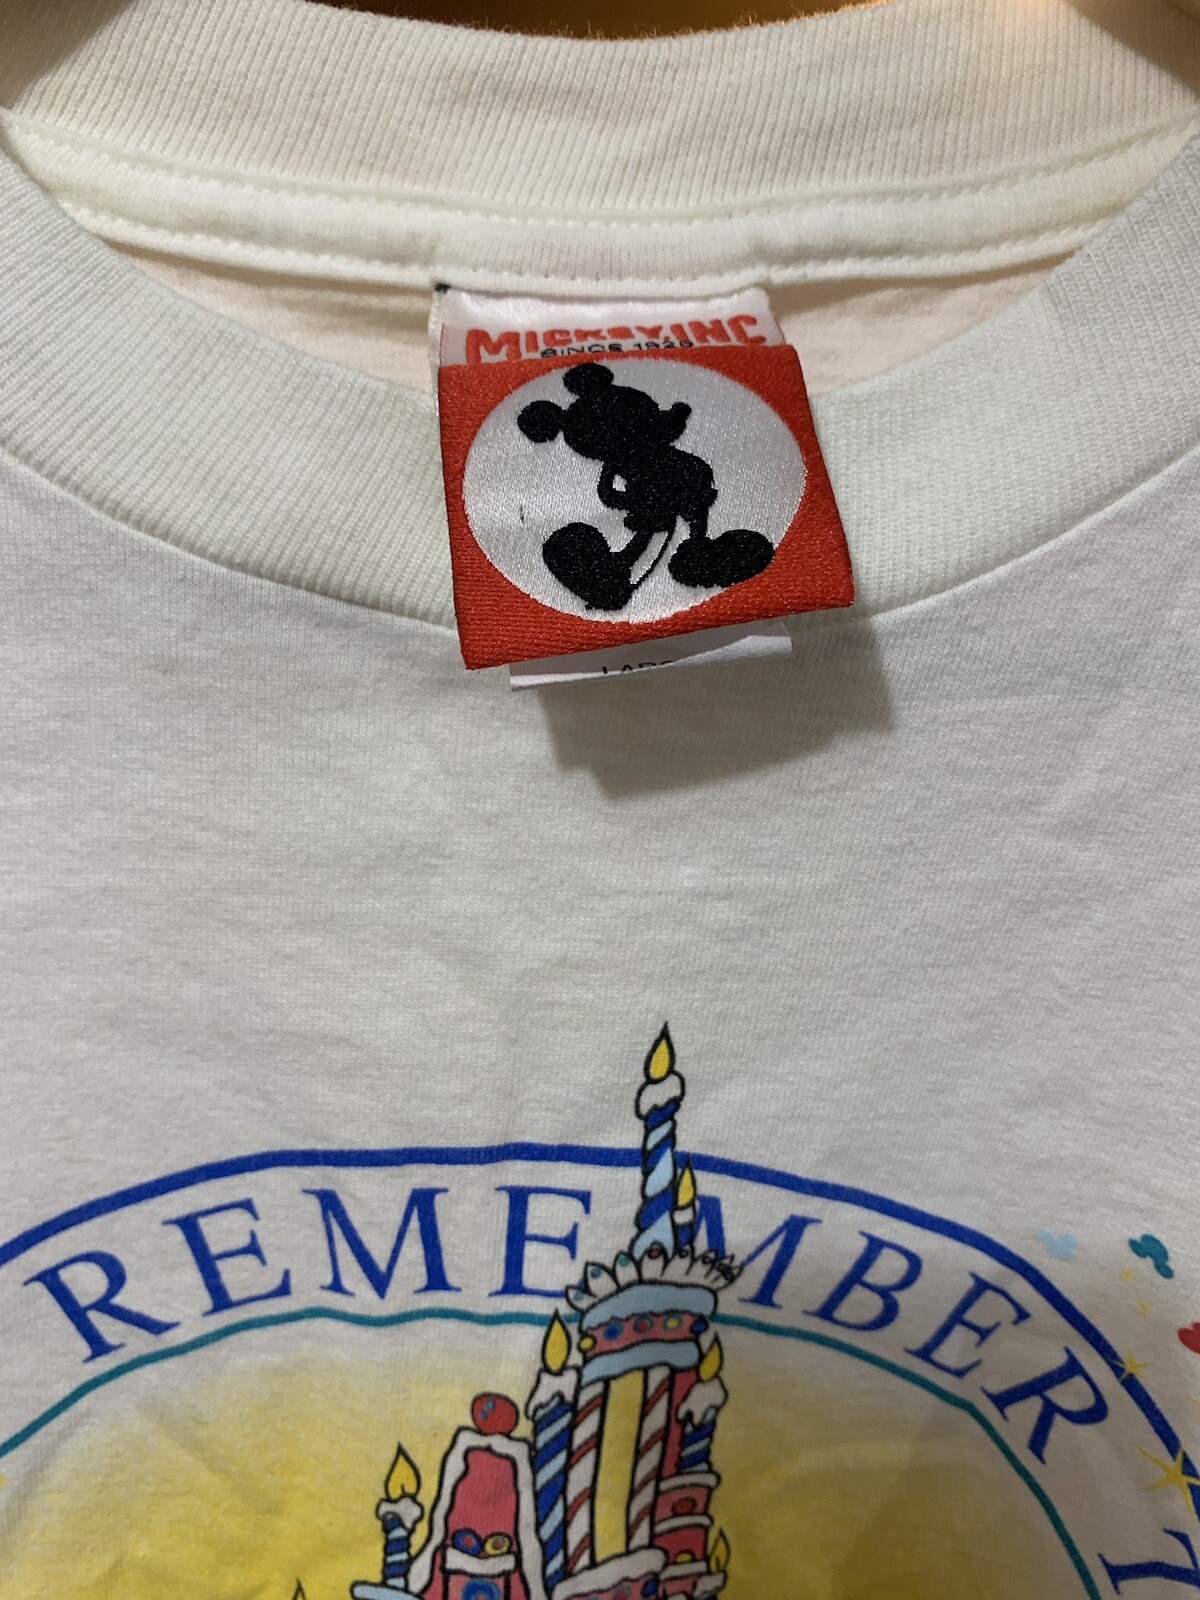 MICKEY, INC
SINCE 1928
REMEMBER T